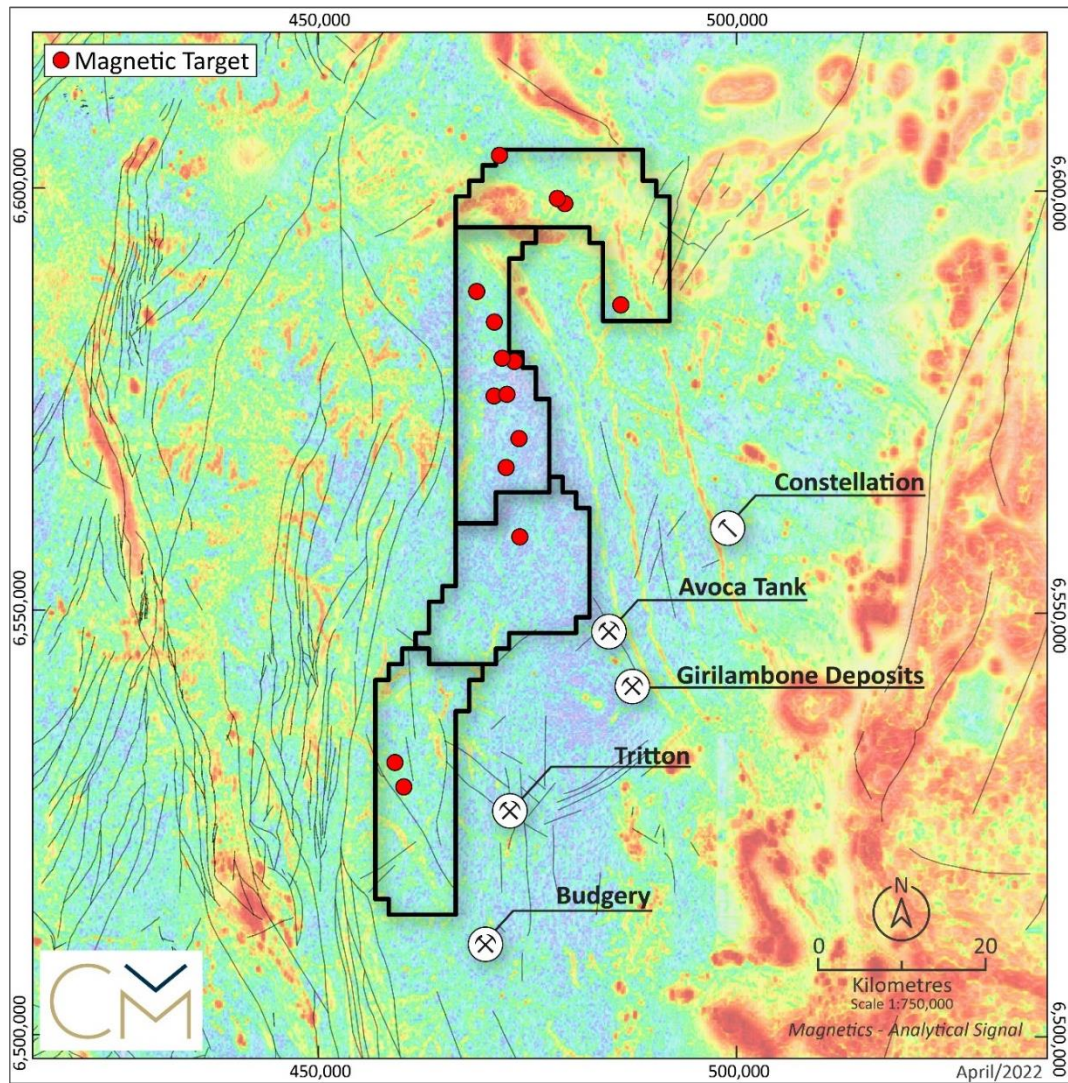 450,000
500,000
Magnetic Target
6,600,000
6,600,000
Constellation
Avoca Tank
6,550,000
6,550,000
Girilambone Deposits
Tritton
Budgery
N
0
20
Kilometres
Scale 1:750,000
Magnetics - Analytical Signal
CM
6,500,000
6,500,000
450,000
500,000
April/2022